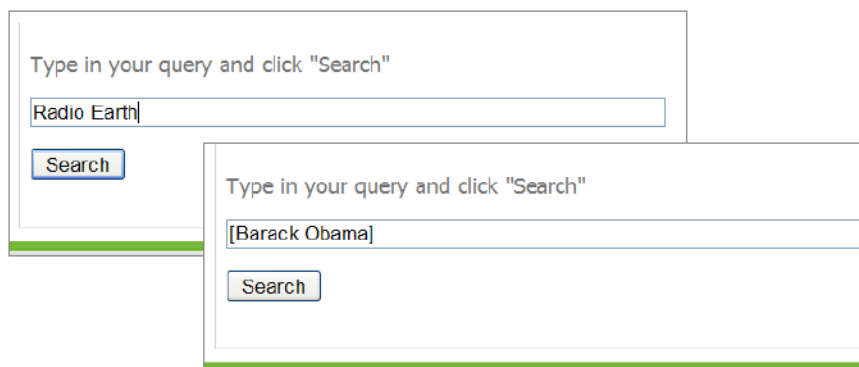 Type in your query and click "Search"
Radio Earth
Search
Type in your query and click "Search"
[Barack Obama]
Search